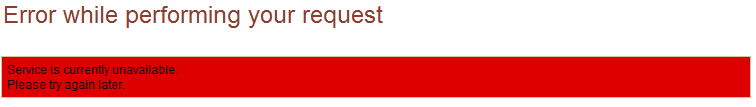 Error while performing your request
Service is currently unavailable.
Please try again later.